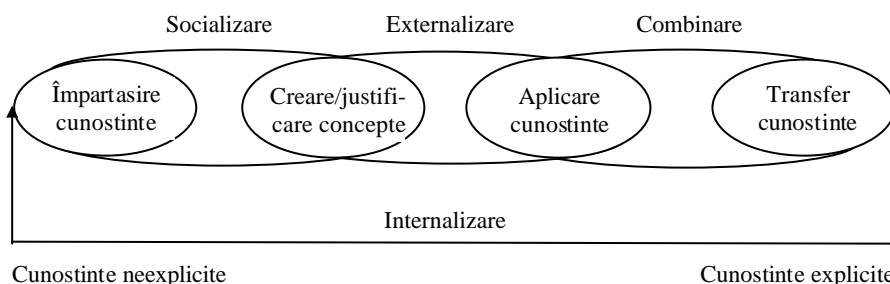 Socializare Externalizare Combinare
Împartasire
cunostinte
Creare/justifi-
care concepte
Aplicare
cunostinte
Transfer
cunostinte
Internalizare
Cunostinte neexplicite Cunostinte explicite